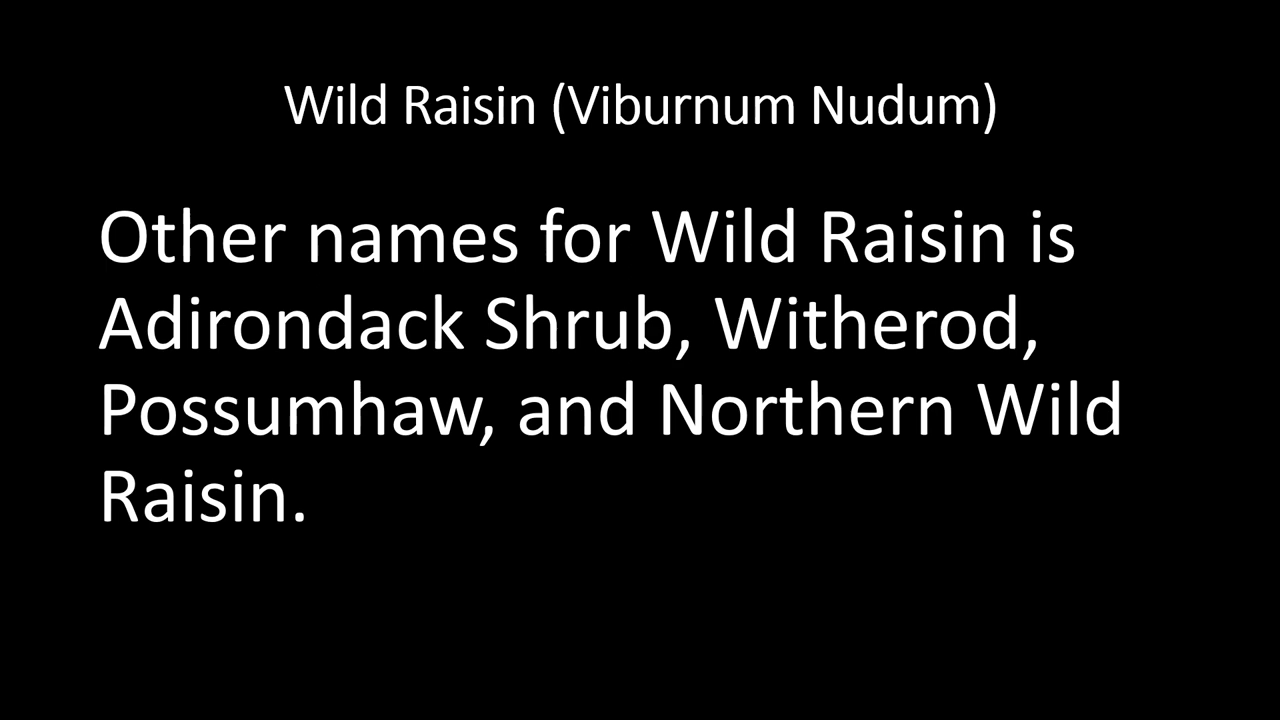 Wild Raisin (Viburnum Nudum)
Other names for Wild Raisin is
Adirondack Shrub, Witherod,
Possumhaw, and Northern Wild
Raisin.